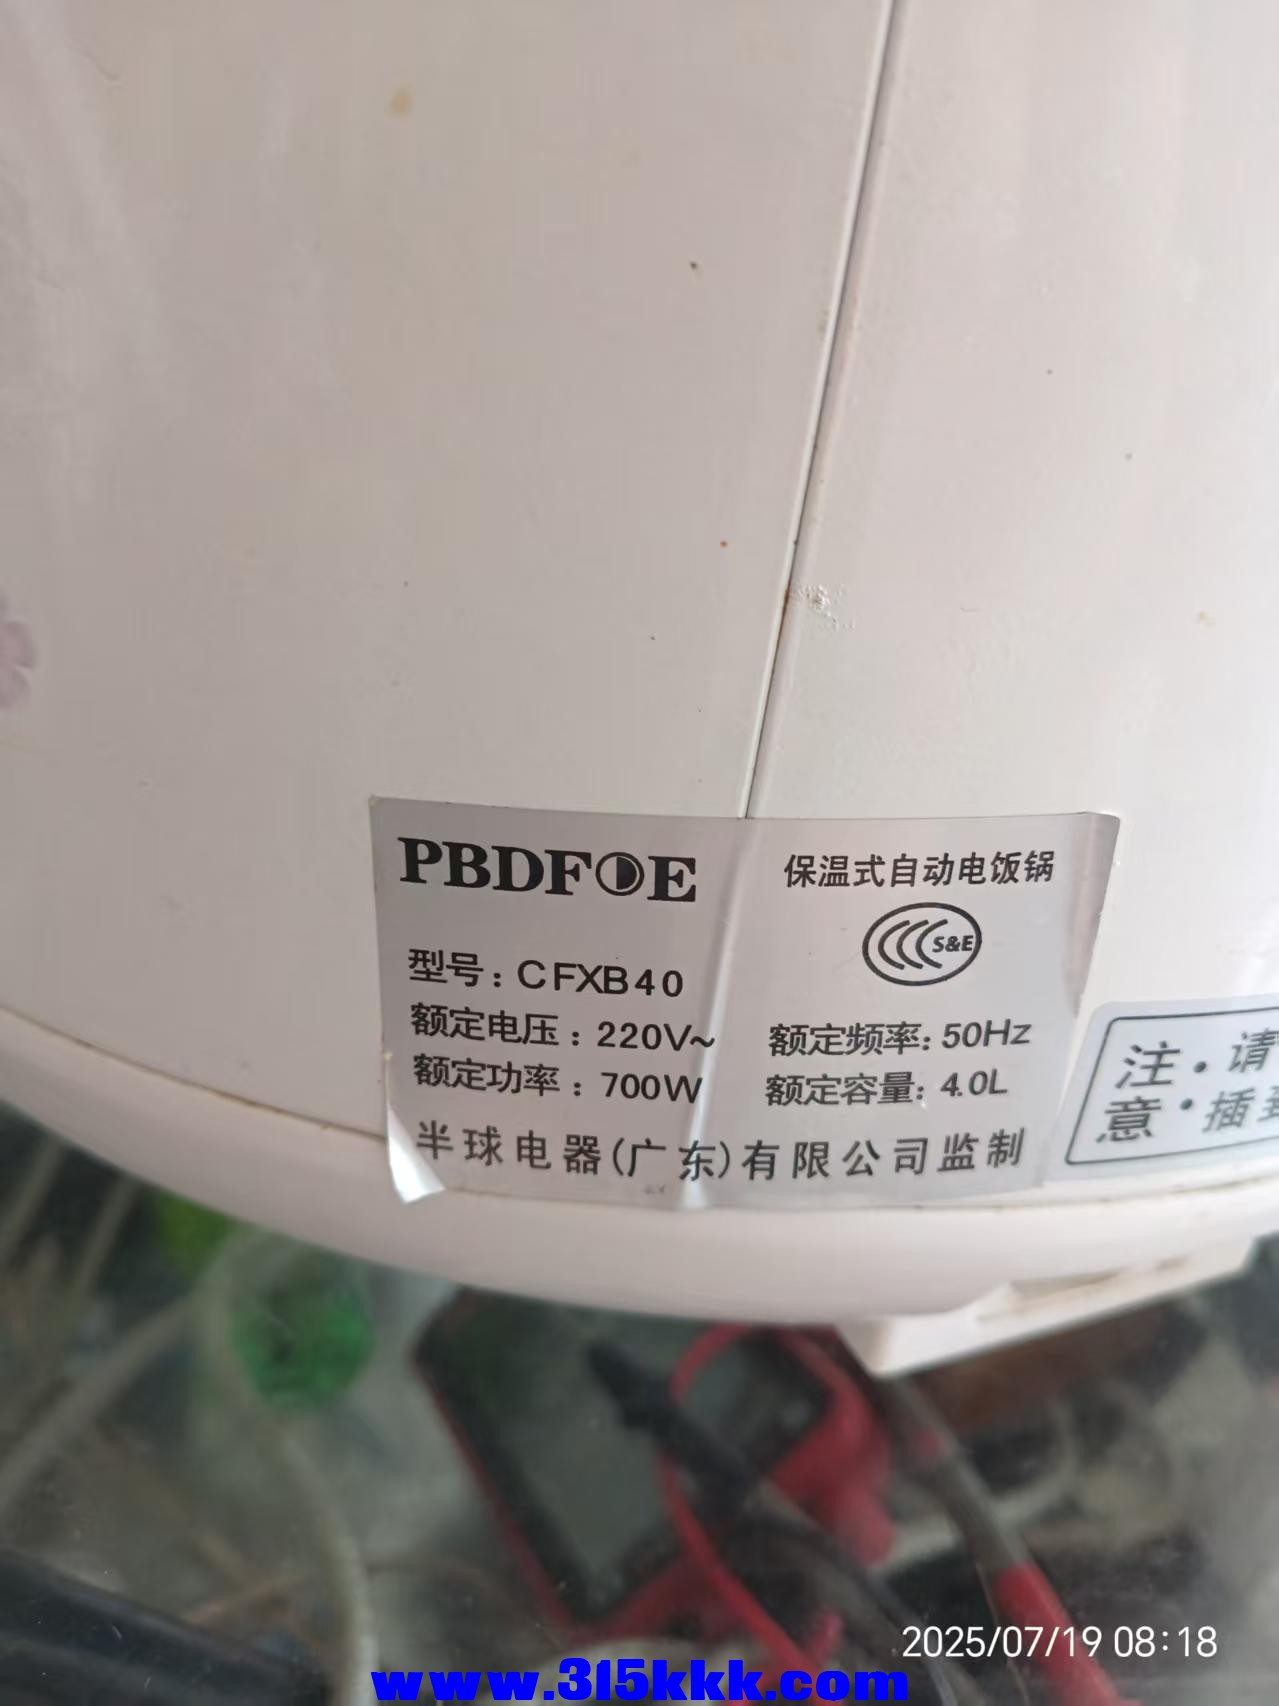 PBDFOE
保温式自动电饭锅
S&E
型号：CFXB40
额定电压：220V~ 额定频率：50Hz
额定功率：700W 额定容量：4.0L
半球电器(广东)有限公司监制
注·请
意·插
2025/07/19 08:18
www.315kkk.com